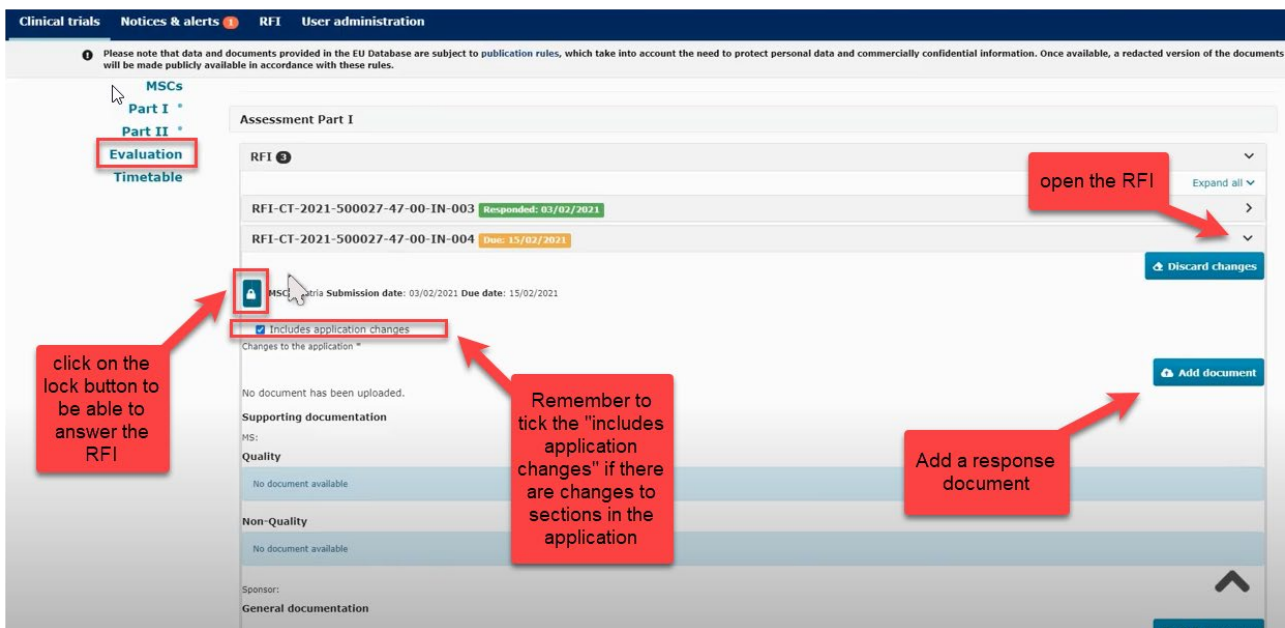 Clinical trials Notices & alerts 1 RFI User administration
Please note that data and documents provided in the EU Database are subject to publication rules, which take into account the need to protect personal data and commercially confidential information. Once available, a redacted version of the documents
will be made publicly available in accordance with these rules.
MSCs
Part I *
Part II *
Evaluation
Timetable
Assessment Part I
RFI 3
Expand all
RFI-CT-2021-500027-47-00-IN-003 Responded: 03/02/2021
RFI-CT-2021-500027-47-00-IN-004 Due: 15/02/2021
open the RFI
Discard changes
MSC Submission date: 03/02/2021 Due date: 15/02/2021
Includes application changes
Changes to the application *
Add document
No document has been uploaded.
Supporting documentation
MS:
Quality
No document available
Non-Quality
No document available
Sponsor:
General documentation
click on the
lock button to
be able to
answer the
RFI
Remember to
tick the "includes
application
changes" if there
are changes to
sections in the
application
Add a response
document